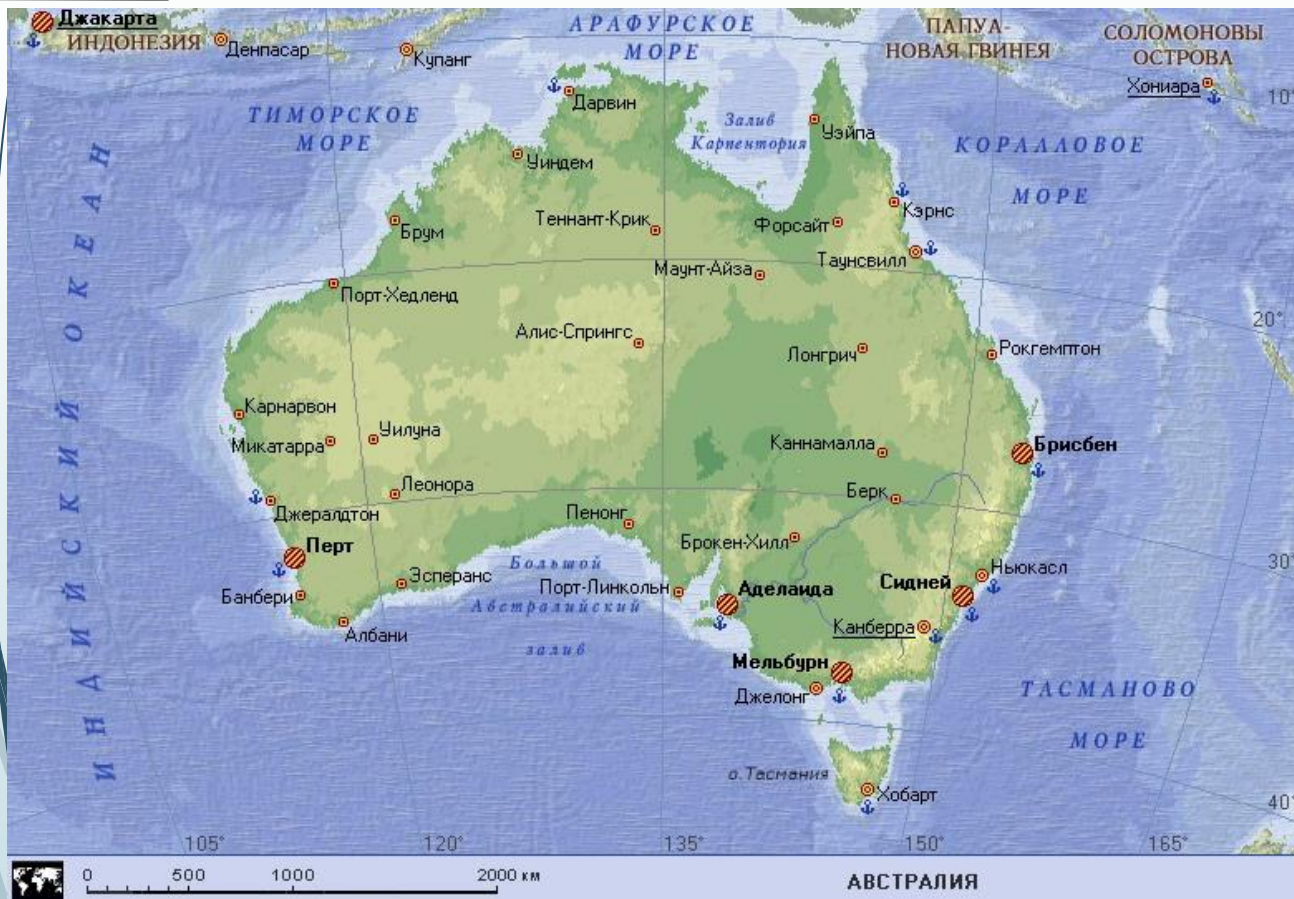 Джакарта
ИНДОНЕЗИЯ
Денпасар
Купанг
АРАФУРСКОЕ
МОРЕ
ПАПУА-
НОВАЯ ГВИНЕЯ
СОЛОМОНОВЫ
ОСТРОВА
Хониара
10°
ТИМОРСКОЕ
МОРЕ
Дарвин
Залив
Карпентория
Уэйпа
КОРАЛЛОВОЕ
МОРЕ
Уиндем
Кэрнс
Брум
Теннант-Крик
Форсайт
Таунсвилл
Маунт-Айза
Порт-Хедленд
20°
Алис-Спрингс
Лонгрич
Рокгемптон
ИНДИЙСКИЙ ОКЕАН
Карнарвон
Микатарра
Уилуна
Каннамалла
Брисбен
Леонора
Берк
Джералдтон
Пенонг
Брокен-Хилл
Перт
30°
Большой
Австралийский
залив
Эсперанс
Порт-Линкольн
Аделаида
Сидней
Ньюкасл
Банбери
Албани
Канберра
Мельбурн
Джелонг
ТАСМАНОВО
МОРЕ
о.Тасмания
Хобарт
40°
105° 120° 135° 150° 165°
0 500 1000 2000 км
АВСТРАЛИЯ